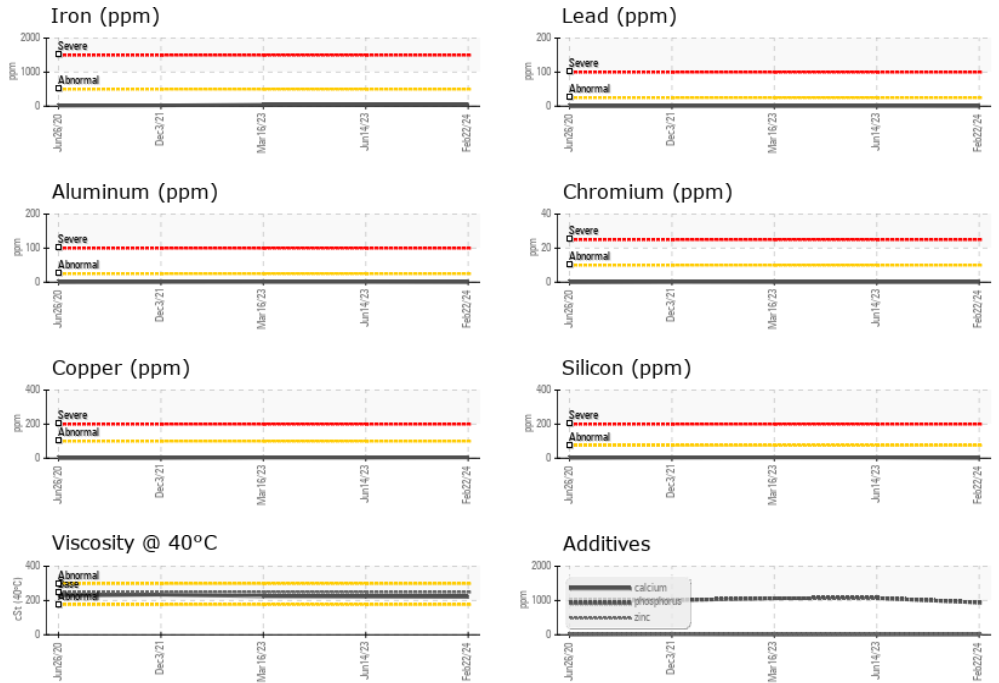 Iron (ppm)
2000
1000
0
ppm
Severe
Abnormal
Jun26/20
Dec3/21
Mar16/23
Jun14/23
Feb22/24
Lead (ppm)
200
100
0
ppm
Severe
Abnormal
Jun26/20
Dec3/21
Mar16/23
Jun14/23
Feb22/24
Aluminum (ppm)
200
100
0
ppm
Severe
Abnormal
Jun26/20
Dec3/21
Mar16/23
Jun14/23
Feb22/24
Chromium (ppm)
40
20
0
ppm
Severe
Abnormal
Jun26/20
Dec3/21
Mar16/23
Jun14/23
Feb22/24
Copper (ppm)
400
200
0
ppm
Severe
Abnormal
Jun26/20
Dec3/21
Mar16/23
Jun14/23
Feb22/24
Silicon (ppm)
400
200
0
ppm
Severe
Abnormal
Jun26/20
Dec3/21
Mar16/23
Jun14/23
Feb22/24
Viscosity @ 40°C
400
200
0
cSt (40°C)
Abnormal
Base
Abnormal
Jun26/20
Dec3/21
Mar16/23
Jun14/23
Feb22/24
Additives
2000
1000
0
ppm
calcium
phosphorus
zinc
Jun26/20
Dec3/21
Mar16/23
Jun14/23
Feb22/24